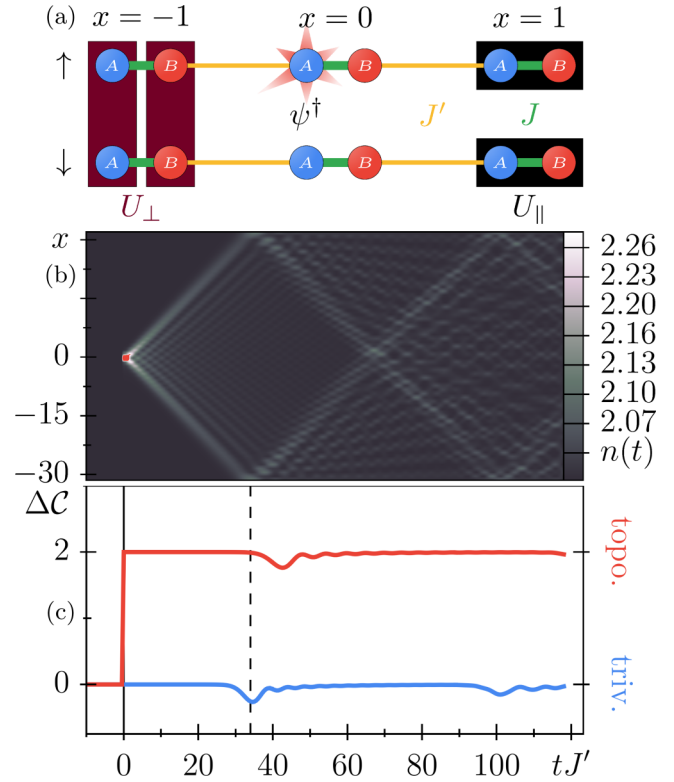 (a) x = −1 x = 0 x = 1
↑ A B A B A B
ψ† J′ J
↓ A B A B A B
U⊥ U∥
x 2.26
(b) 2.23
2.20
2.16
0 2.13
2.10
−15 2.07
−30 n(t)
ΔC
2 topo.
(c)
0 triv.
0 20 40 60 80 100 tJ′